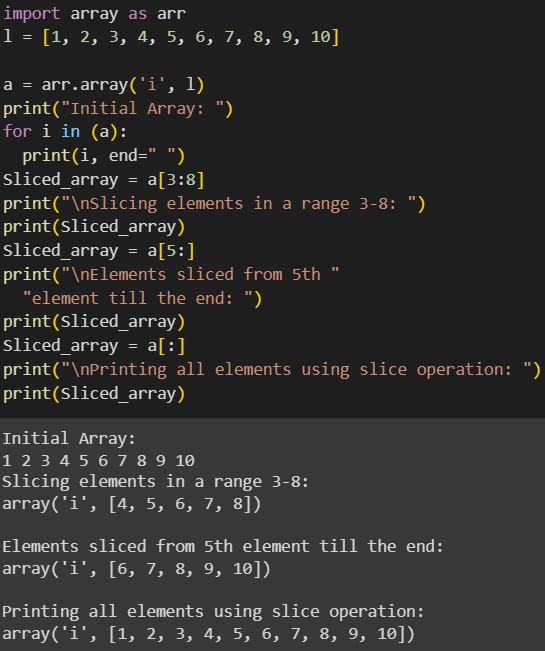 import array as arr
l = [1, 2, 3, 4, 5, 6, 7, 8, 9, 10]
a = arr.array('i', l)
print("Initial Array: ")
for i in (a):
  print(i, end=" ")
Sliced_array = a[3:8]
print("\nSlicing elements in a range 3-8: ")
print(Sliced_array)
Sliced_array = a[5:]
print("\nElements sliced from 5th "
  "element till the end: ")
print(Sliced_array)
Sliced_array = a[:]
print("\nPrinting all elements using slice operation: ")
print(Sliced_array)
Initial Array:
1 2 3 4 5 6 7 8 9 10
Slicing elements in a range 3-8:
array('i', [4, 5, 6, 7, 8])
Elements sliced from 5th element till the end:
array('i', [6, 7, 8, 9, 10])
Printing all elements using slice operation:
array('i', [1, 2, 3, 4, 5, 6, 7, 8, 9, 10])